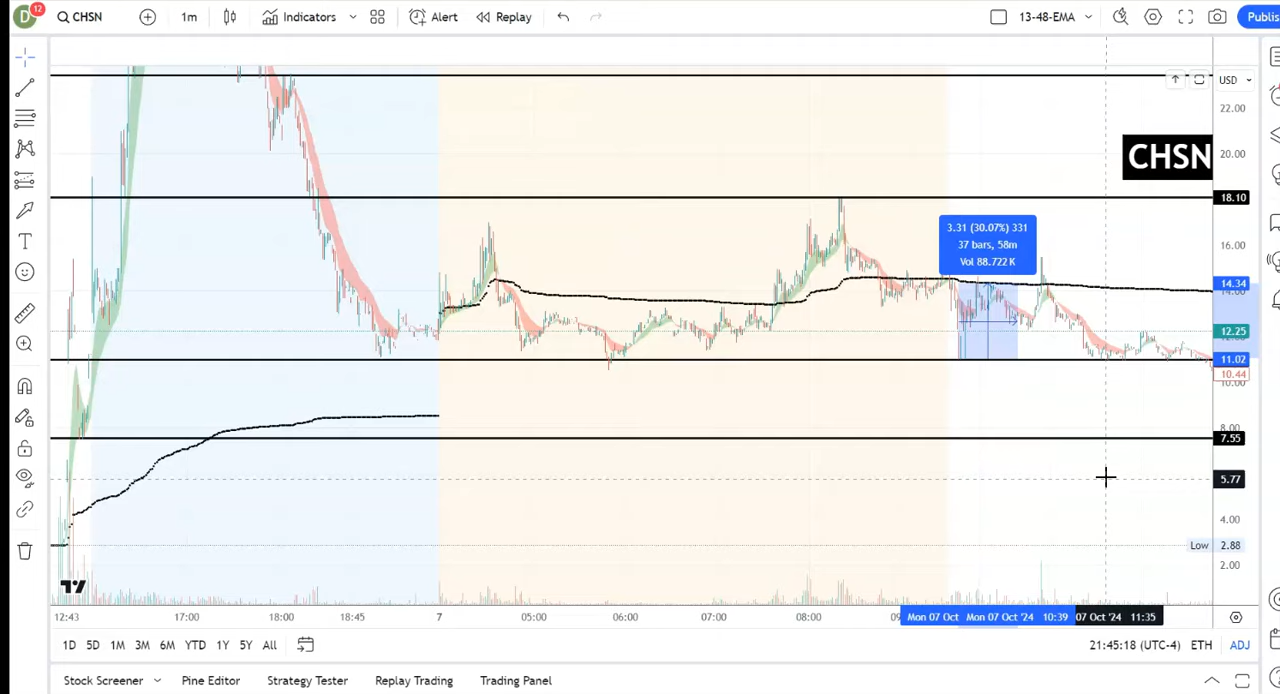 D 12 CHSN 1m Indicators Alert Replay 13-48-EMA Publis
USD
22.00
CHSN
20.00
18.10
3.31 (30.07%) 331
37 bars, 58m
Vol 88.722 K
16.00
14.34
14.00
12.25
11.02
10.44
10.00
8.00
7.55
5.77
4.00
Low 2.88
2.00
12:43 17:00 18:00 18:45 7 05:00 06:00 07:00 08:00 Mon 07 Oct Mon 07 Oct '24 10:39 07 Oct '24 11:35
1D 5D 1M 3M 6M YTD 1Y 5Y All 21:45:18 (UTC-4) ETH ADJ
Stock Screener Pine Editor Strategy Tester Replay Trading Trading Panel